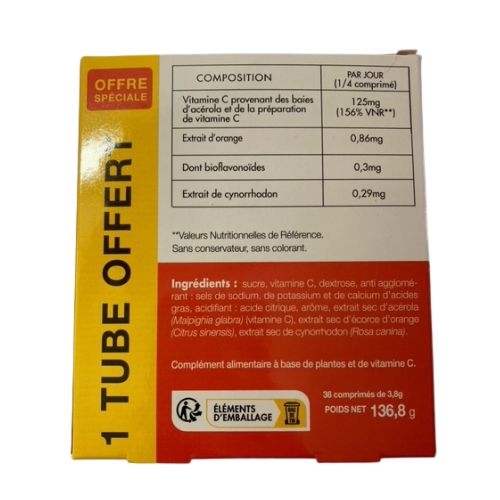 OFFRE
SPÉCIALE
1 TUBE OFFERT
COMPOSITION
PAR JOUR
(1/4 comprimé)
Vitamine C provenant des baies
d'acérola et de la préparation
de vitamine C
125mg
(156% VNR**)
Extrait d'orange
0,86mg
Dont bioflavonoïdes
0,3mg
Extrait de cynorrhodon
0,29mg
**Valeurs Nutritionnelles de Référence.
Sans conservateur, sans colorant.
Ingrédients : sucre, vitamine C, dextrose, anti agglomé-
rant : sels de sodium, de potassium et de calcium d'acides
gras, acidifiant : acide citrique, arôme, extrait sec d'acérola
(Malpighia glabra) (vitamine C), extrait sec d'écorce d'orange
(Citrus sinensis), extrait sec de cynorrhodon (Rosa canina).
Complément alimentaire à base de plantes et de vitamine C.
36 comprimés de 3,8g
POIDS NET 136,8 g
ÉLÉMENTS
D'EMBALLAGE
BAC
DE
TRI